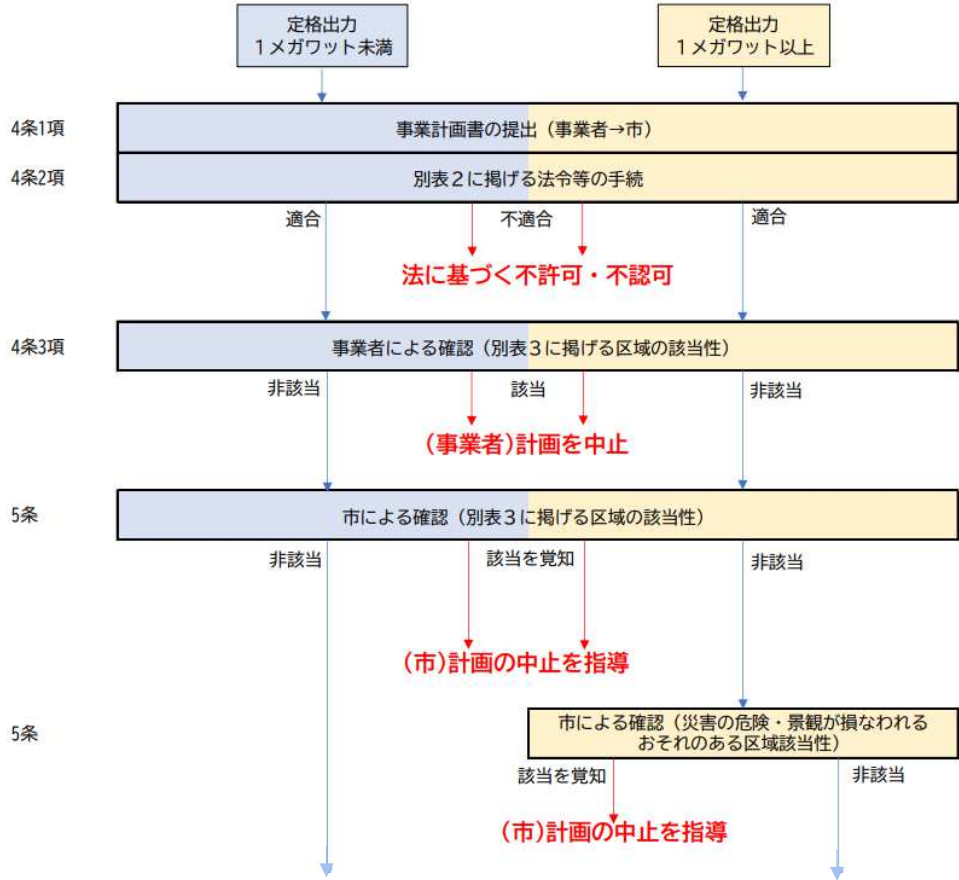 定格出力
1メガワット未満
定格出力
1メガワット以上
4条1項
事業計画書の提出（事業者→市）
4条2項
別表2に掲げる法令等の手続
適合
不適合
適合
法に基づく不許可・不認可
4条3項
事業者による確認（別表3に掲げる区域の該当性）
非該当
該当
非該当
(事業者)計画を中止
5条
市による確認（別表3に掲げる区域の該当性）
非該当
該当を覚知
非該当
(市)計画の中止を指導
5条
市による確認（災害の危険・景観が損なわれる
おそれのある区域該当性）
該当を覚知
非該当
(市)計画の中止を指導